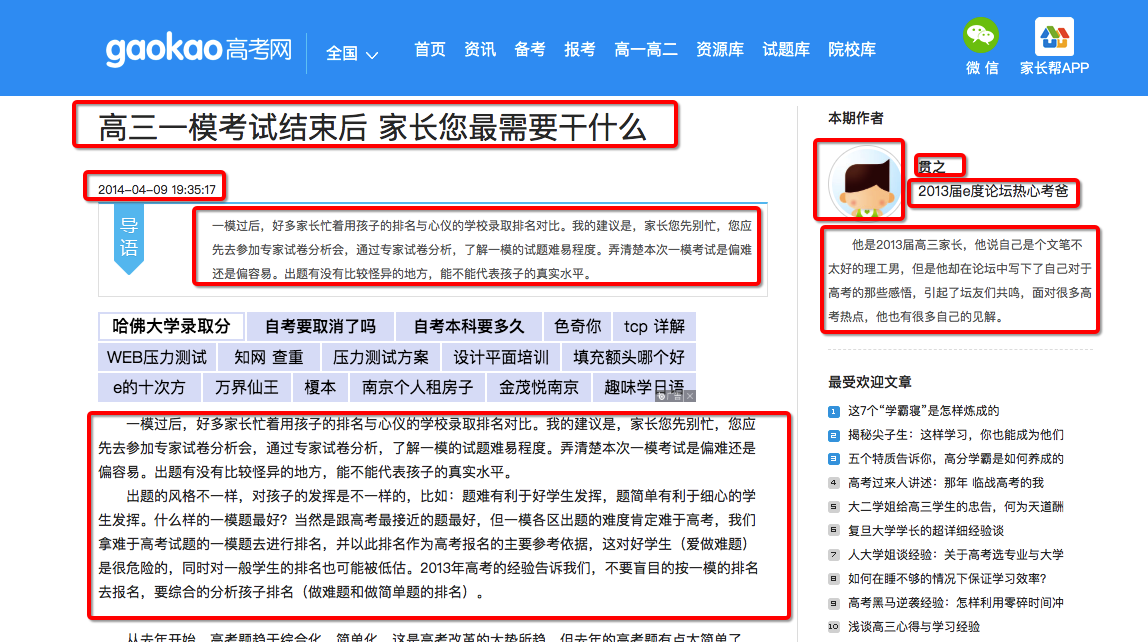 gaokao高考网
全国
首页 资讯 备考 报考 高一高二 资源库 试题库 院校库
微 信
家长帮APP
高三一模考试结束后 家长您最需要干什么
2014-04-09 19:35:17
导语
一模过后，好多家长忙着用孩子的排名与心仪的学校录取排名对比。我的建议是，家长您先别忙，您应
先去参加专家试卷分析会，通过专家试卷分析，了解一模的试题难易程度。弄清楚本次一模考试是偏难
还是偏容易。出题有没有比较怪异的地方，能不能代表孩子的真实水平。
哈佛大学录取分 自考要取消了吗 自考本科要多久 色奇你 tcp 详解
WEB压力测试 知网 查重 压力测试方案 设计平面培训 填充额头哪个好
e的十次方 万界仙王 榎本 南京个人租房子 金茂悦南京 趣味学日语
广告
一模过后，好多家长忙着用孩子的排名与心仪的学校录取排名对比。我的建议是，家长您先别忙，您应
先去参加专家试卷分析会，通过专家试卷分析，了解一模的试题难易程度。弄清楚本次一模考试是偏难还是
偏容易。出题有没有比较怪异的地方，能不能代表孩子的真实水平。
出题的风格不一样，对孩子的发挥是不一样的，比如：题难有利于好学生发挥，题简单有利于细心的学
生发挥。什么样的一模题最好？当然是跟高考最接近的题最好，但一模各区出题的难度肯定难于高考，我们
拿难于高考试题的一模题去进行排名，并以此排名作为高考报名的主要参考依据，这对好学生（爱做难题）
是很危险的，同时对一般学生的排名也可能被低估。2013年高考的经验告诉我们，不要盲目的按一模的排名
去报名，要综合的分析孩子排名（做难题和做简单题的排名）。
从去年开始，高考题趋于综合化、简单化，这是高考改革的大势所趋，但去年的高考题有点太简单了，
本期作者
贯之
2013届e度论坛热心考爸
他是2013届高三家长，他说自己是个文笔不
太好的理工男，但是他却在论坛中写下了自己对于
高考的那些感悟，引起了坛友们共鸣，面对很多高
考热点，他也有很多自己的见解。
最受欢迎文章
1 这7个“学霸寝”是怎样炼成的
2 揭秘尖子生：这样学习，你也能成为他们
3 五个特质告诉你，高分学霸是如何养成的
4 高考过来人讲述：那年 临战高考的我
5 大二学姐给高三学生的忠告，何为天道酬
6 复旦大学学长的超详细经验谈
7 人大学姐谈经验：关于高考选专业与大学
8 如何在睡不够的情况下保证学习效率？
9 高考黑马逆袭经验：怎样利用零碎时间冲
10 浅谈高三心得与学习经验